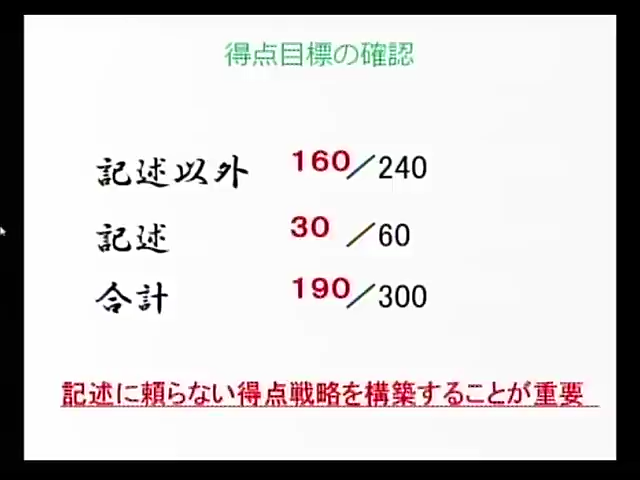 得点目標の確認
記述以外 160／240
記述 30／60
合計 190／300
記述に頼らない得点戦略を構築することが重要